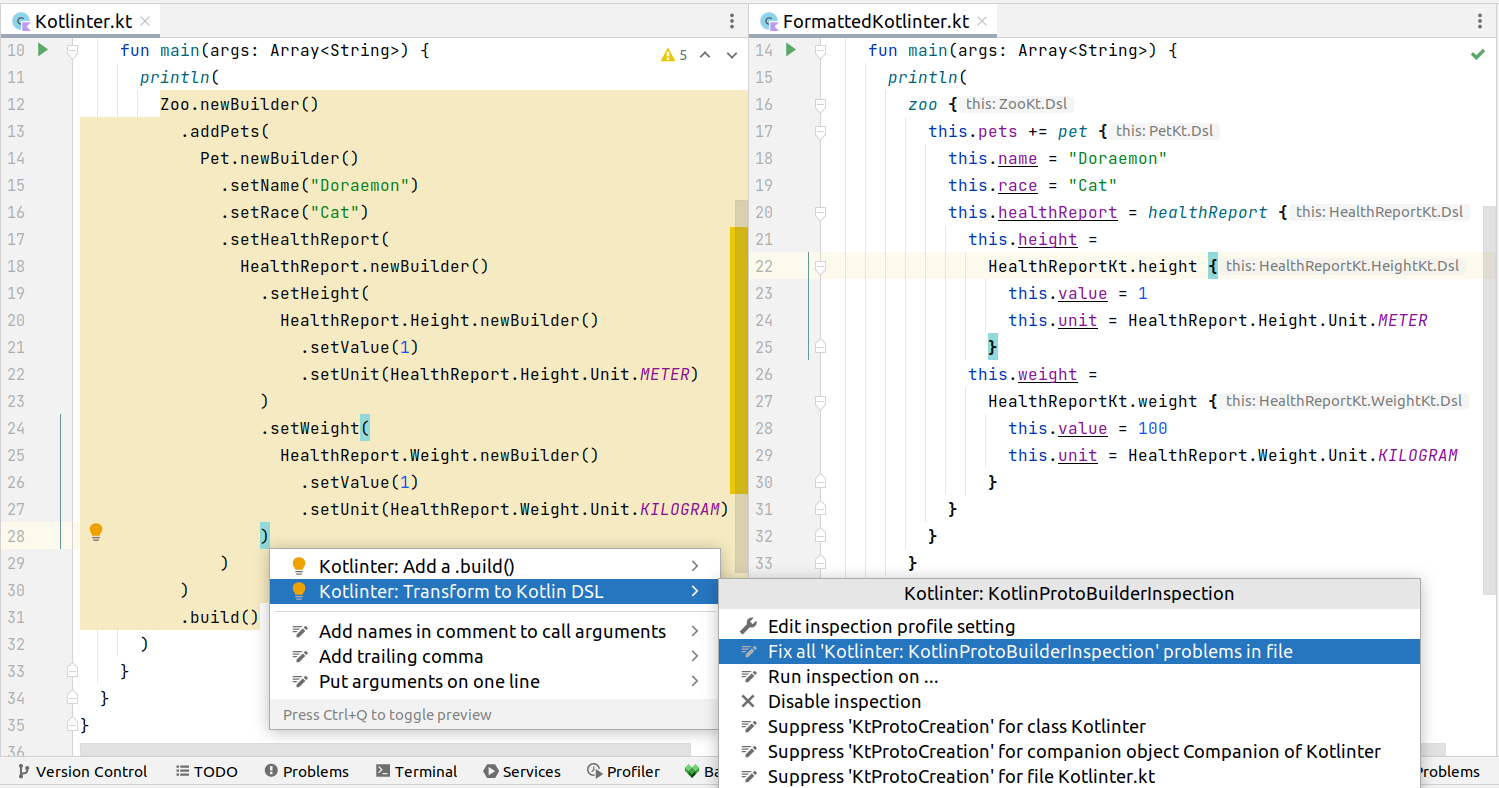 Kotlinter.kt
10 fun main(args: Array<String>) {
5
11 println(
12 Zoo.newBuilder()
13 .addPets(
14 Pet.newBuilder()
15 .setName("Doraemon")
16 .setRace("Cat")
17 .setHealthReport(
18 HealthReport.newBuilder()
19 .setHeight(
20 HealthReport.Height.newBuilder()
21 .setValue(1)
22 .setUnit(HealthReport.Height.Unit.METER)
23 )
24 .setWeight(
25 HealthReport.Weight.newBuilder()
26 .setValue(1)
27 .setUnit(HealthReport.Weight.Unit.KILOGRAM)
28 )
29 )
30 )
31 .build()
32 )
33 }
34 }
35 }
36
FormattedKotlinter.kt
14 fun main(args: Array<String>) {
15 println(
16 zoo { this: ZooKt.Dsl
17 this.pets += pet { this: PetKt.Dsl
18 this.name = "Doraemon"
19 this.race = "Cat"
20 this.healthReport = healthReport { this: HealthReportKt.Dsl
21 this.height =
22 HealthReportKt.height { this: HealthReportKt.HeightKt.Dsl
23 this.value = 1
24 this.unit = HealthReport.Height.Unit.METER
25 }
26 this.weight =
27 HealthReportKt.weight { this: HealthReportKt.WeightKt.Dsl
28 this.value = 100
29 this.unit = HealthReport.Weight.Unit.KILOGRAM
30 }
31 }
32 }
33 }
Kotlinter: Add a .build()
Kotlinter: Transform to Kotlin DSL
Add names in comment to call arguments
Add trailing comma
Put arguments on one line
Press Ctrl+Q to toggle preview
Kotlinter: KotlinProtoBuilderInspection
Edit inspection profile setting
Fix all 'Kotlinter: KotlinProtoBuilderInspection' problems in file
Run inspection on ...
Disable inspection
Suppress 'KtProtoCreation' for class Kotlinter
Suppress 'KtProtoCreation' for companion object Companion of Kotlinter
Suppress 'KtProtoCreation' for file Kotlinter.kt
Version Control TODO Problems Terminal Services Profiler Ba
Problems